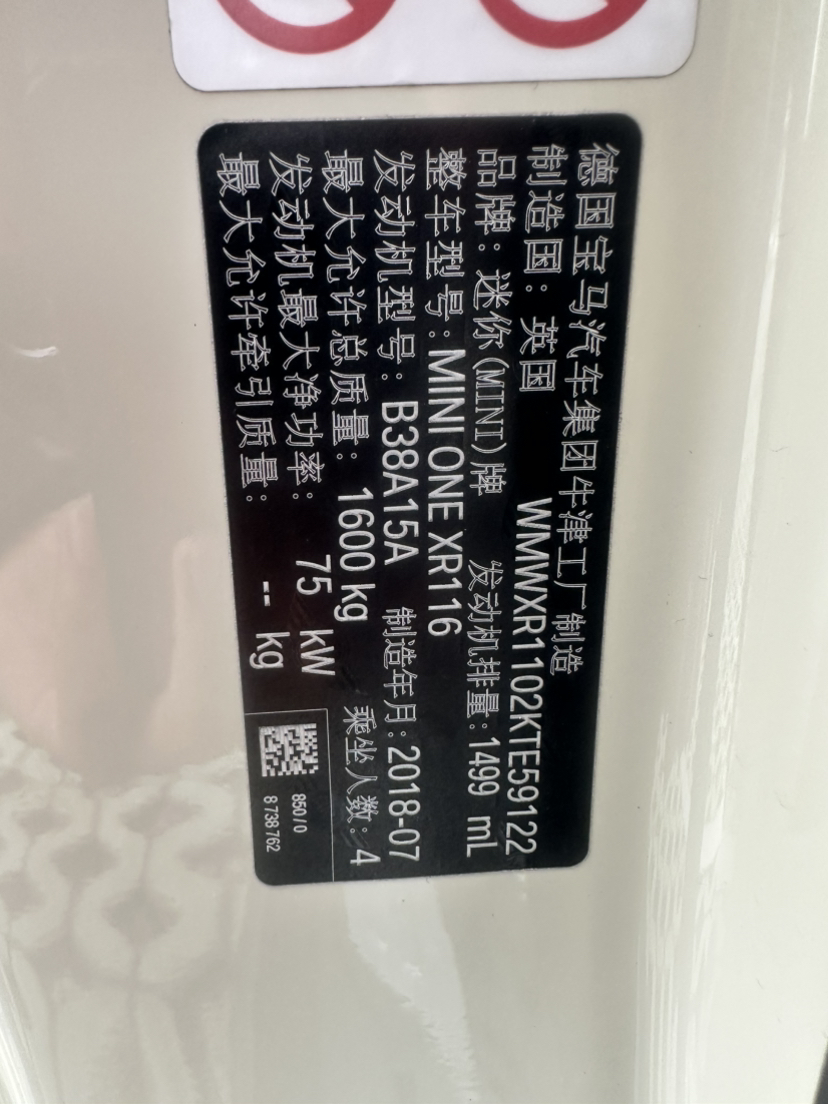 德国宝马汽车集团牛津工厂制造
制造国：英国 WMWXR1102KTE59122
品牌：迷你(MINI)牌 发动机排量：1499 mL
整车型号：MINI ONE XR116
发动机型号：B38A15A 制造年月：2018-07
最大允许总质量：1600 kg 乘坐人数：4
发动机最大净功率：75 kW
最大允许牵引质量：-- kg
850/0
8 738 762